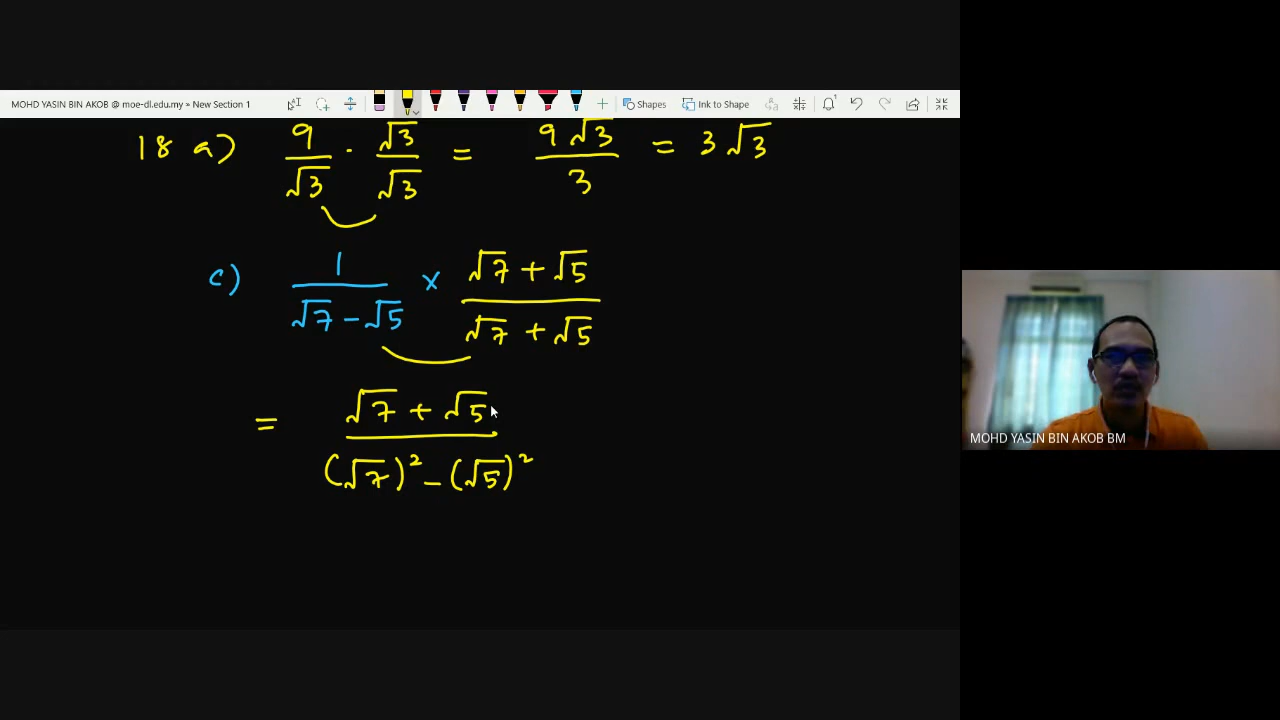 MOHD YASIN BIN AKOB @ moe-dl.edu.my » New Section 1
Shapes
Ink to Shape
18 a) 9/√3 · √3/√3 = 9√3/3 = 3√3
c) 1/(√7 – √5) × (√7 + √5)/(√7 + √5)
= (√7 + √5)/((√7)² – (√5)²)
MOHD YASIN BIN AKOB BM